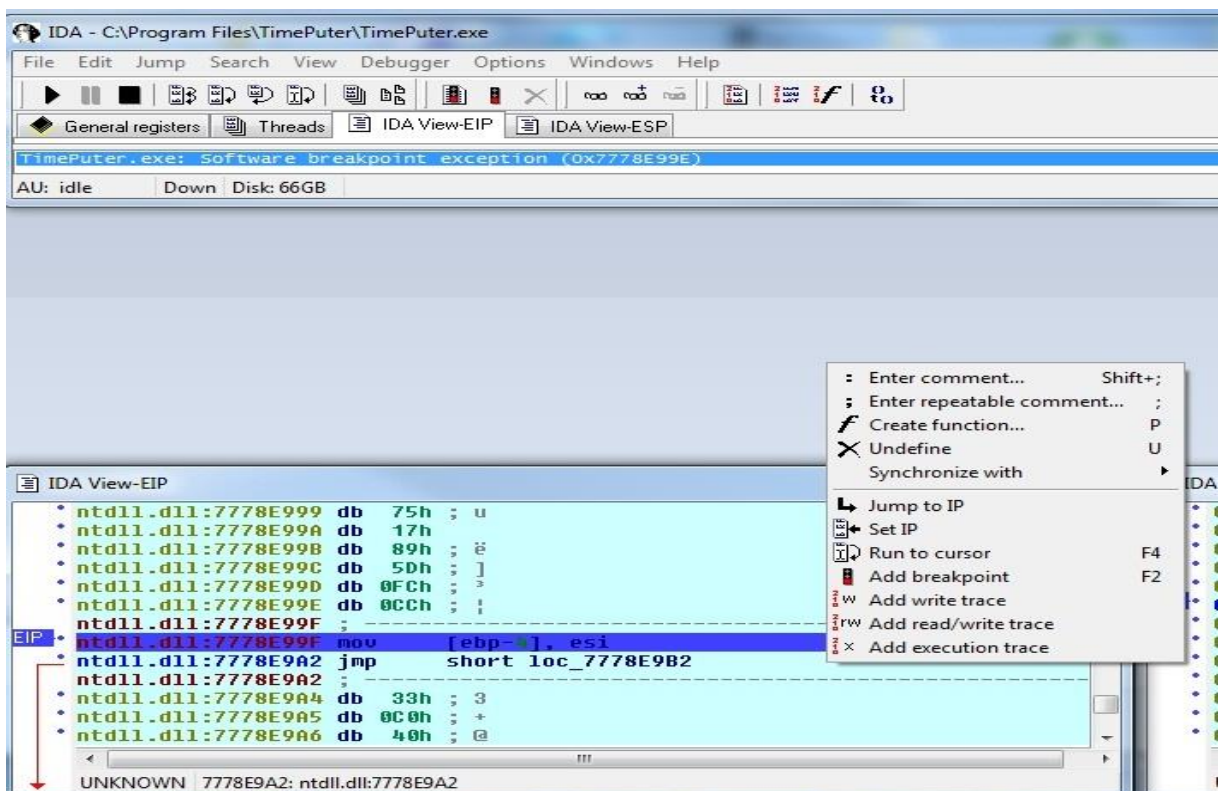 IDA - C:\Program Files\TimePuter\TimePuter.exe
File Edit Jump Search View Debugger Options Windows Help
General registers Threads IDA View-EIP IDA View-ESP
TimePuter.exe: Software breakpoint exception (0x7778E99E)
AU: idle Down Disk: 66GB
: Enter comment... Shift+;
; Enter repeatable comment... ;
f Create function... P
Undefine U
Synchronize with
Jump to IP
Set IP
Run to cursor F4
Add breakpoint F2
w Add write trace
rw Add read/write trace
x Add execution trace
IDA View-EIP
IDA
ntdll.dll:7778E999 db 75h ; u
ntdll.dll:7778E99A db 17h
ntdll.dll:7778E99B db 89h ; ë
ntdll.dll:7778E99C db 5Dh ; ]
ntdll.dll:7778E99D db 0FCh ; ³
ntdll.dll:7778E99E db 0CCh ; ¦
ntdll.dll:7778E99F ; ---
EIP ntdll.dll:7778E99F mov [ebp-4], esi
ntdll.dll:7778E9A2 jmp short loc_7778E9B2
ntdll.dll:7778E9A2 ; ---
ntdll.dll:7778E9A4 db 33h ; 3
ntdll.dll:7778E9A5 db 0C0h ; +
ntdll.dll:7778E9A6 db 40h ; @
UNKNOWN 7778E9A2: ntdll.dll:7778E9A2